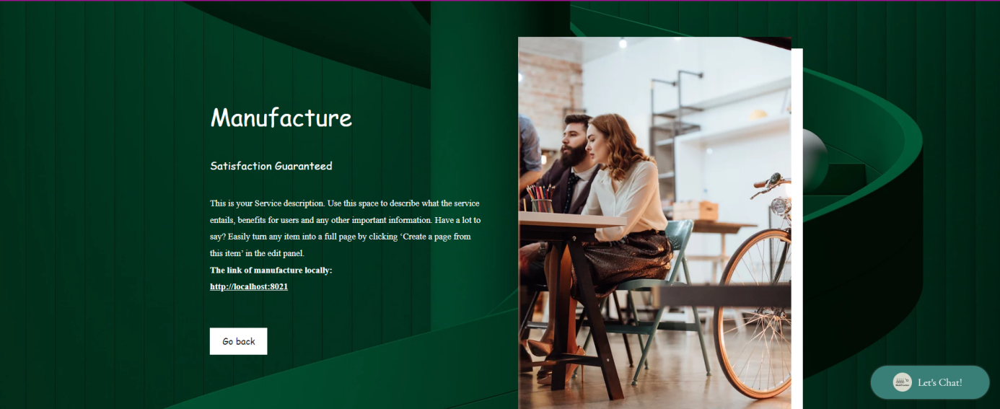 Manufacture
Satisfaction Guaranteed
This is your Service description. Use this space to describe what the service
entails, benefits for users and any other important information. Have a lot to
say? Easily turn any item into a full page by clicking ‘Create a page from
this item’ in the edit panel.
The link of manufacture locally:
http://localhost:8021
Go back
Let's Chat!